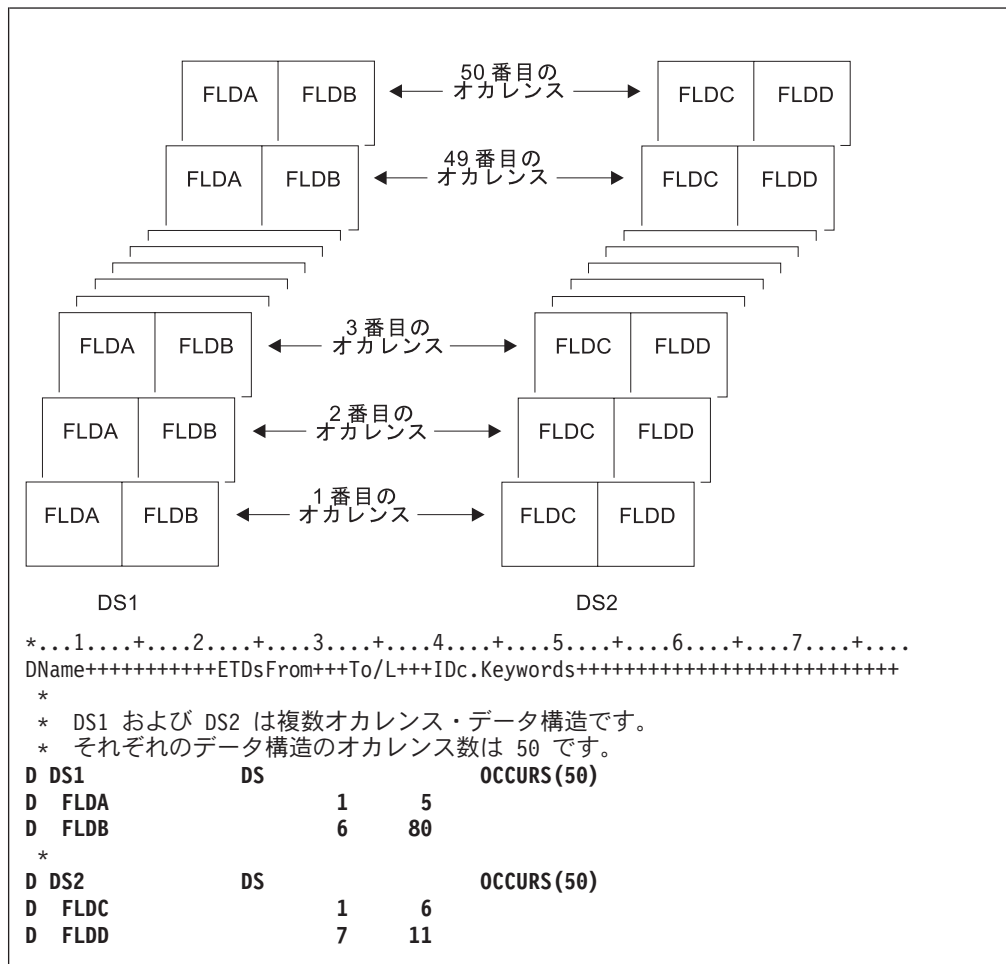 FLDA FLDB 50 番目の オカレンス FLDC FLDD
FLDA FLDB 49 番目の オカレンス FLDC FLDD
FLDA FLDB 3 番目の オカレンス FLDC FLDD
FLDA FLDB 2 番目の オカレンス FLDC FLDD
FLDA FLDB 1 番目の オカレンス FLDC FLDD
DS1 DS2
*...1....+....2....+....3....+....4....+....5....+....6....+....7....+....
DName+++++++++++ETDsFrom+++To/L+++IDc.Keywords+++++++++++++++++++++++++++
*
* DS1 および DS2 は複数オカレンス・データ構造です。
* それぞれのデータ構造のオカレンス数は 50 です。
D DS1 DS OCCURS(50)
D FLDA 1 5
D FLDB 6 80
*
D DS2 DS OCCURS(50)
D FLDC 1 6
D FLDD 7 11